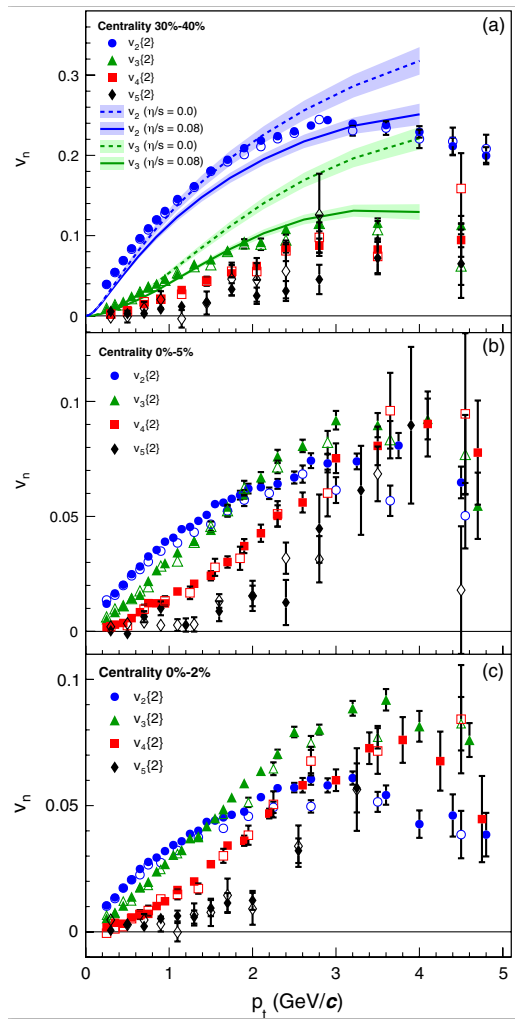 Centrality 30%-40%
(a)
v₂{2}
v₃{2}
v₄{2}
v₅{2}
v₂ (η/s = 0.0)
v₂ (η/s = 0.08)
v₃ (η/s = 0.0)
v₃ (η/s = 0.08)
0.3
0.2
0.1
0
vₙ
(b)
Centrality 0%-5%
v₂{2}
v₃{2}
v₄{2}
v₅{2}
0.1
0.05
0
vₙ
(c)
Centrality 0%-2%
v₂{2}
v₃{2}
v₄{2}
v₅{2}
0.1
0.05
0
vₙ
0 1 2 3 4 5
pₜ (GeV/c)